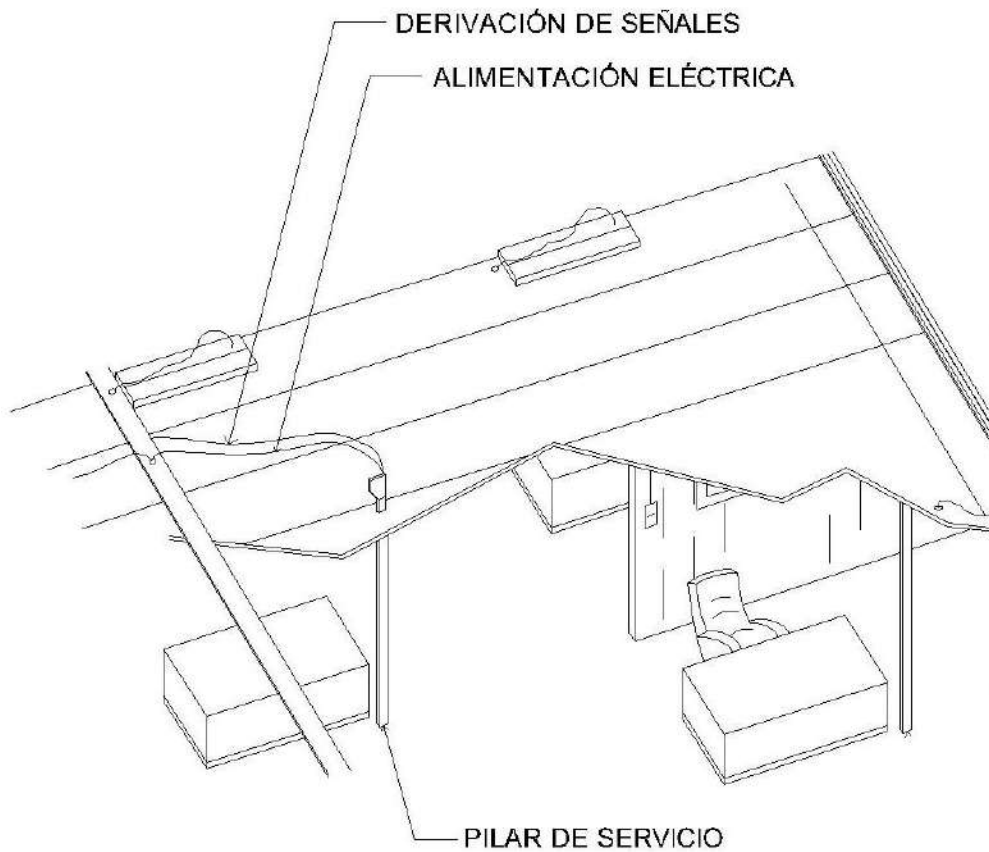 DERIVACIÓN DE SEÑALES
ALIMENTACIÓN ELÉCTRICA
PILAR DE SERVICIO